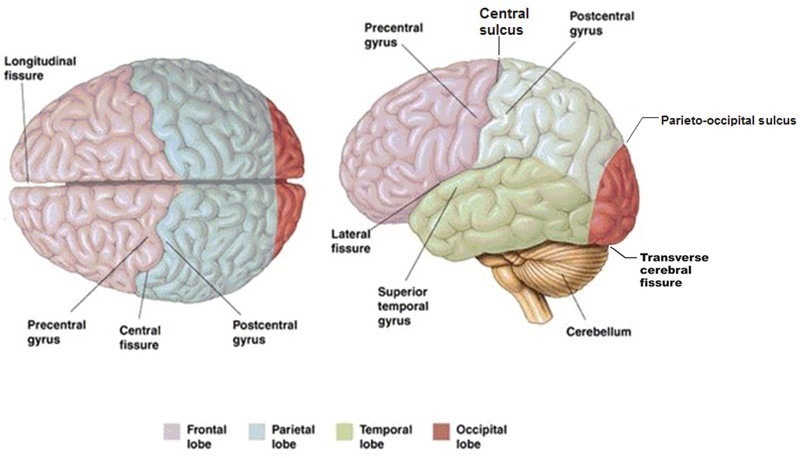 Longitudinal
fissure
Precentral
gyrus
Central
fissure
Postcentral
gyrus
Precentral
gyrus
Central
sulcus
Postcentral
gyrus
Parieto-occipital sulcus
Lateral
fissure
Superior
temporal
gyrus
Transverse
cerebral
fissure
Cerebellum
Frontal
lobe
Parietal
lobe
Temporal
lobe
Occipital
lobe